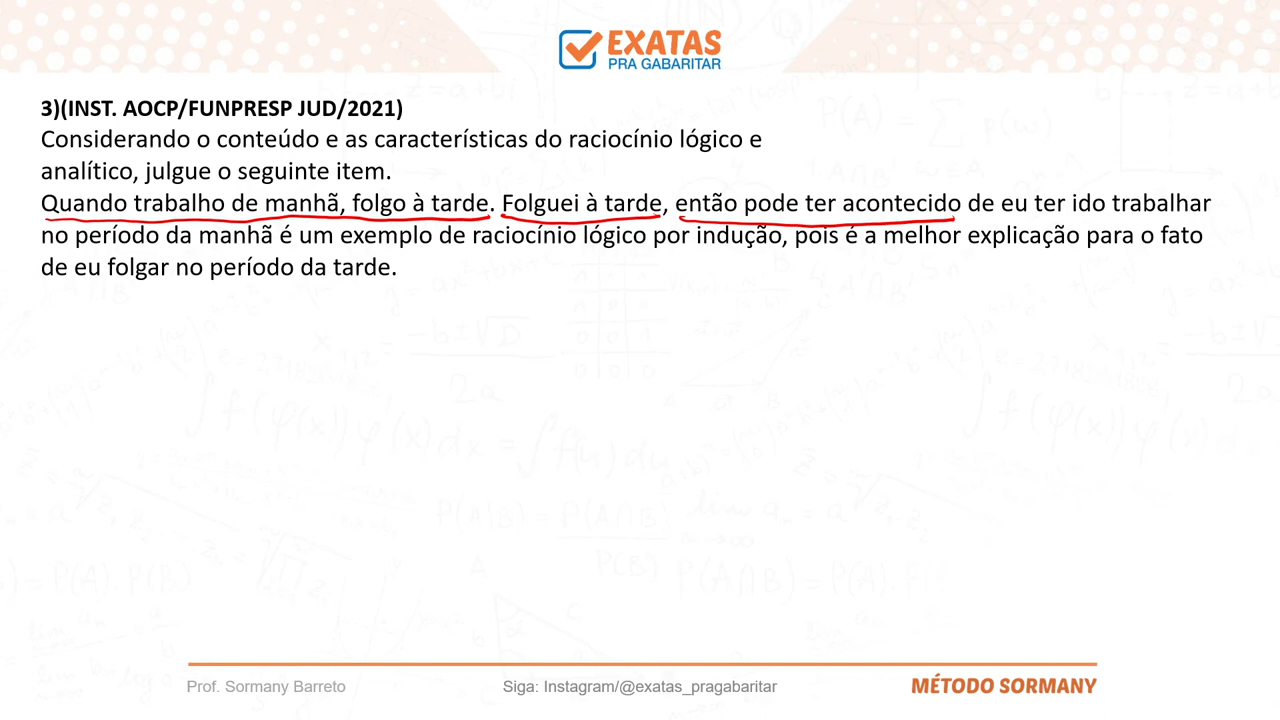 EXATAS
PRA GABARITAR
3)(INST. AOCP/FUNPRESP JUD/2021)
Considerando o conteúdo e as características do raciocínio lógico e
analítico, julgue o seguinte item.
Quando trabalho de manhã, folgo à tarde. Folguei à tarde, então pode ter acontecido de eu ter ido trabalhar
no período da manhã é um exemplo de raciocínio lógico por indução, pois é a melhor explicação para o fato
de eu folgar no período da tarde.
Prof. Sormany Barreto
Siga: Instagram/@exatas_pragabaritar
MÉTODO SORMANY